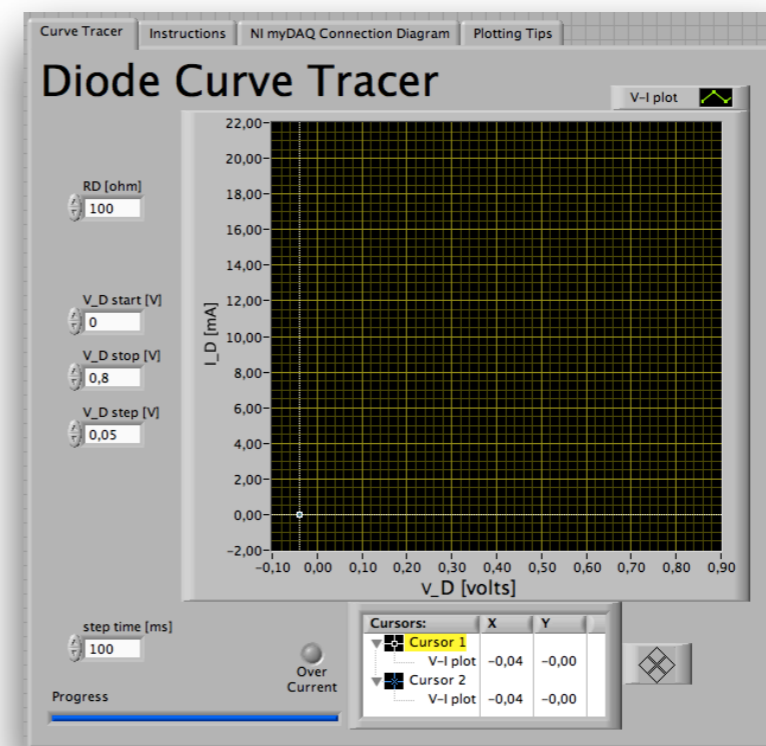 Curve Tracer Instructions NI myDAQ Connection Diagram Plotting Tips
Diode Curve Tracer
V-I plot
RD [ohm]
100
V_D start [V]
0
V_D stop [V]
0,8
V_D step [V]
0,05
22,00
20,00
18,00
16,00
14,00
12,00
10,00
8,00
6,00
4,00
2,00
0,00
-2,00
I_D [mA]
-0,10 0,00 0,10 0,20 0,30 0,40 0,50 0,60 0,70 0,80 0,90
V_D [volts]
step time [ms]
100
Over
Current
Progress
Cursors: X Y
Cursor 1
V-I plot -0,04 -0,00
Cursor 2
V-I plot -0,04 -0,00